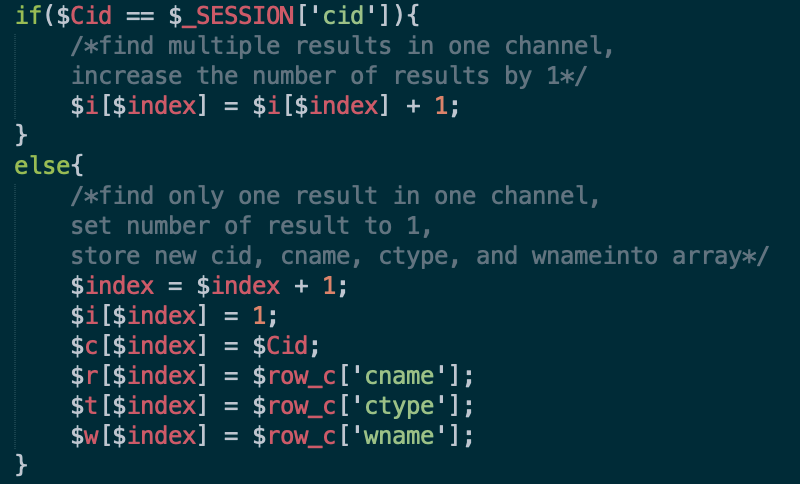 if($Cid == $_SESSION['cid']){
/*find multiple results in one channel,
increase the number of results by 1*/
$i[$index] = $i[$index] + 1;
}
else{
/*find only one result in one channel,
set number of result to 1,
store new cid, cname, ctype, and wnameinto array*/
$index = $index + 1;
$i[$index] = 1;
$c[$index] = $Cid;
$r[$index] = $row_c['cname'];
$t[$index] = $row_c['ctype'];
$w[$index] = $row_c['wname'];
}